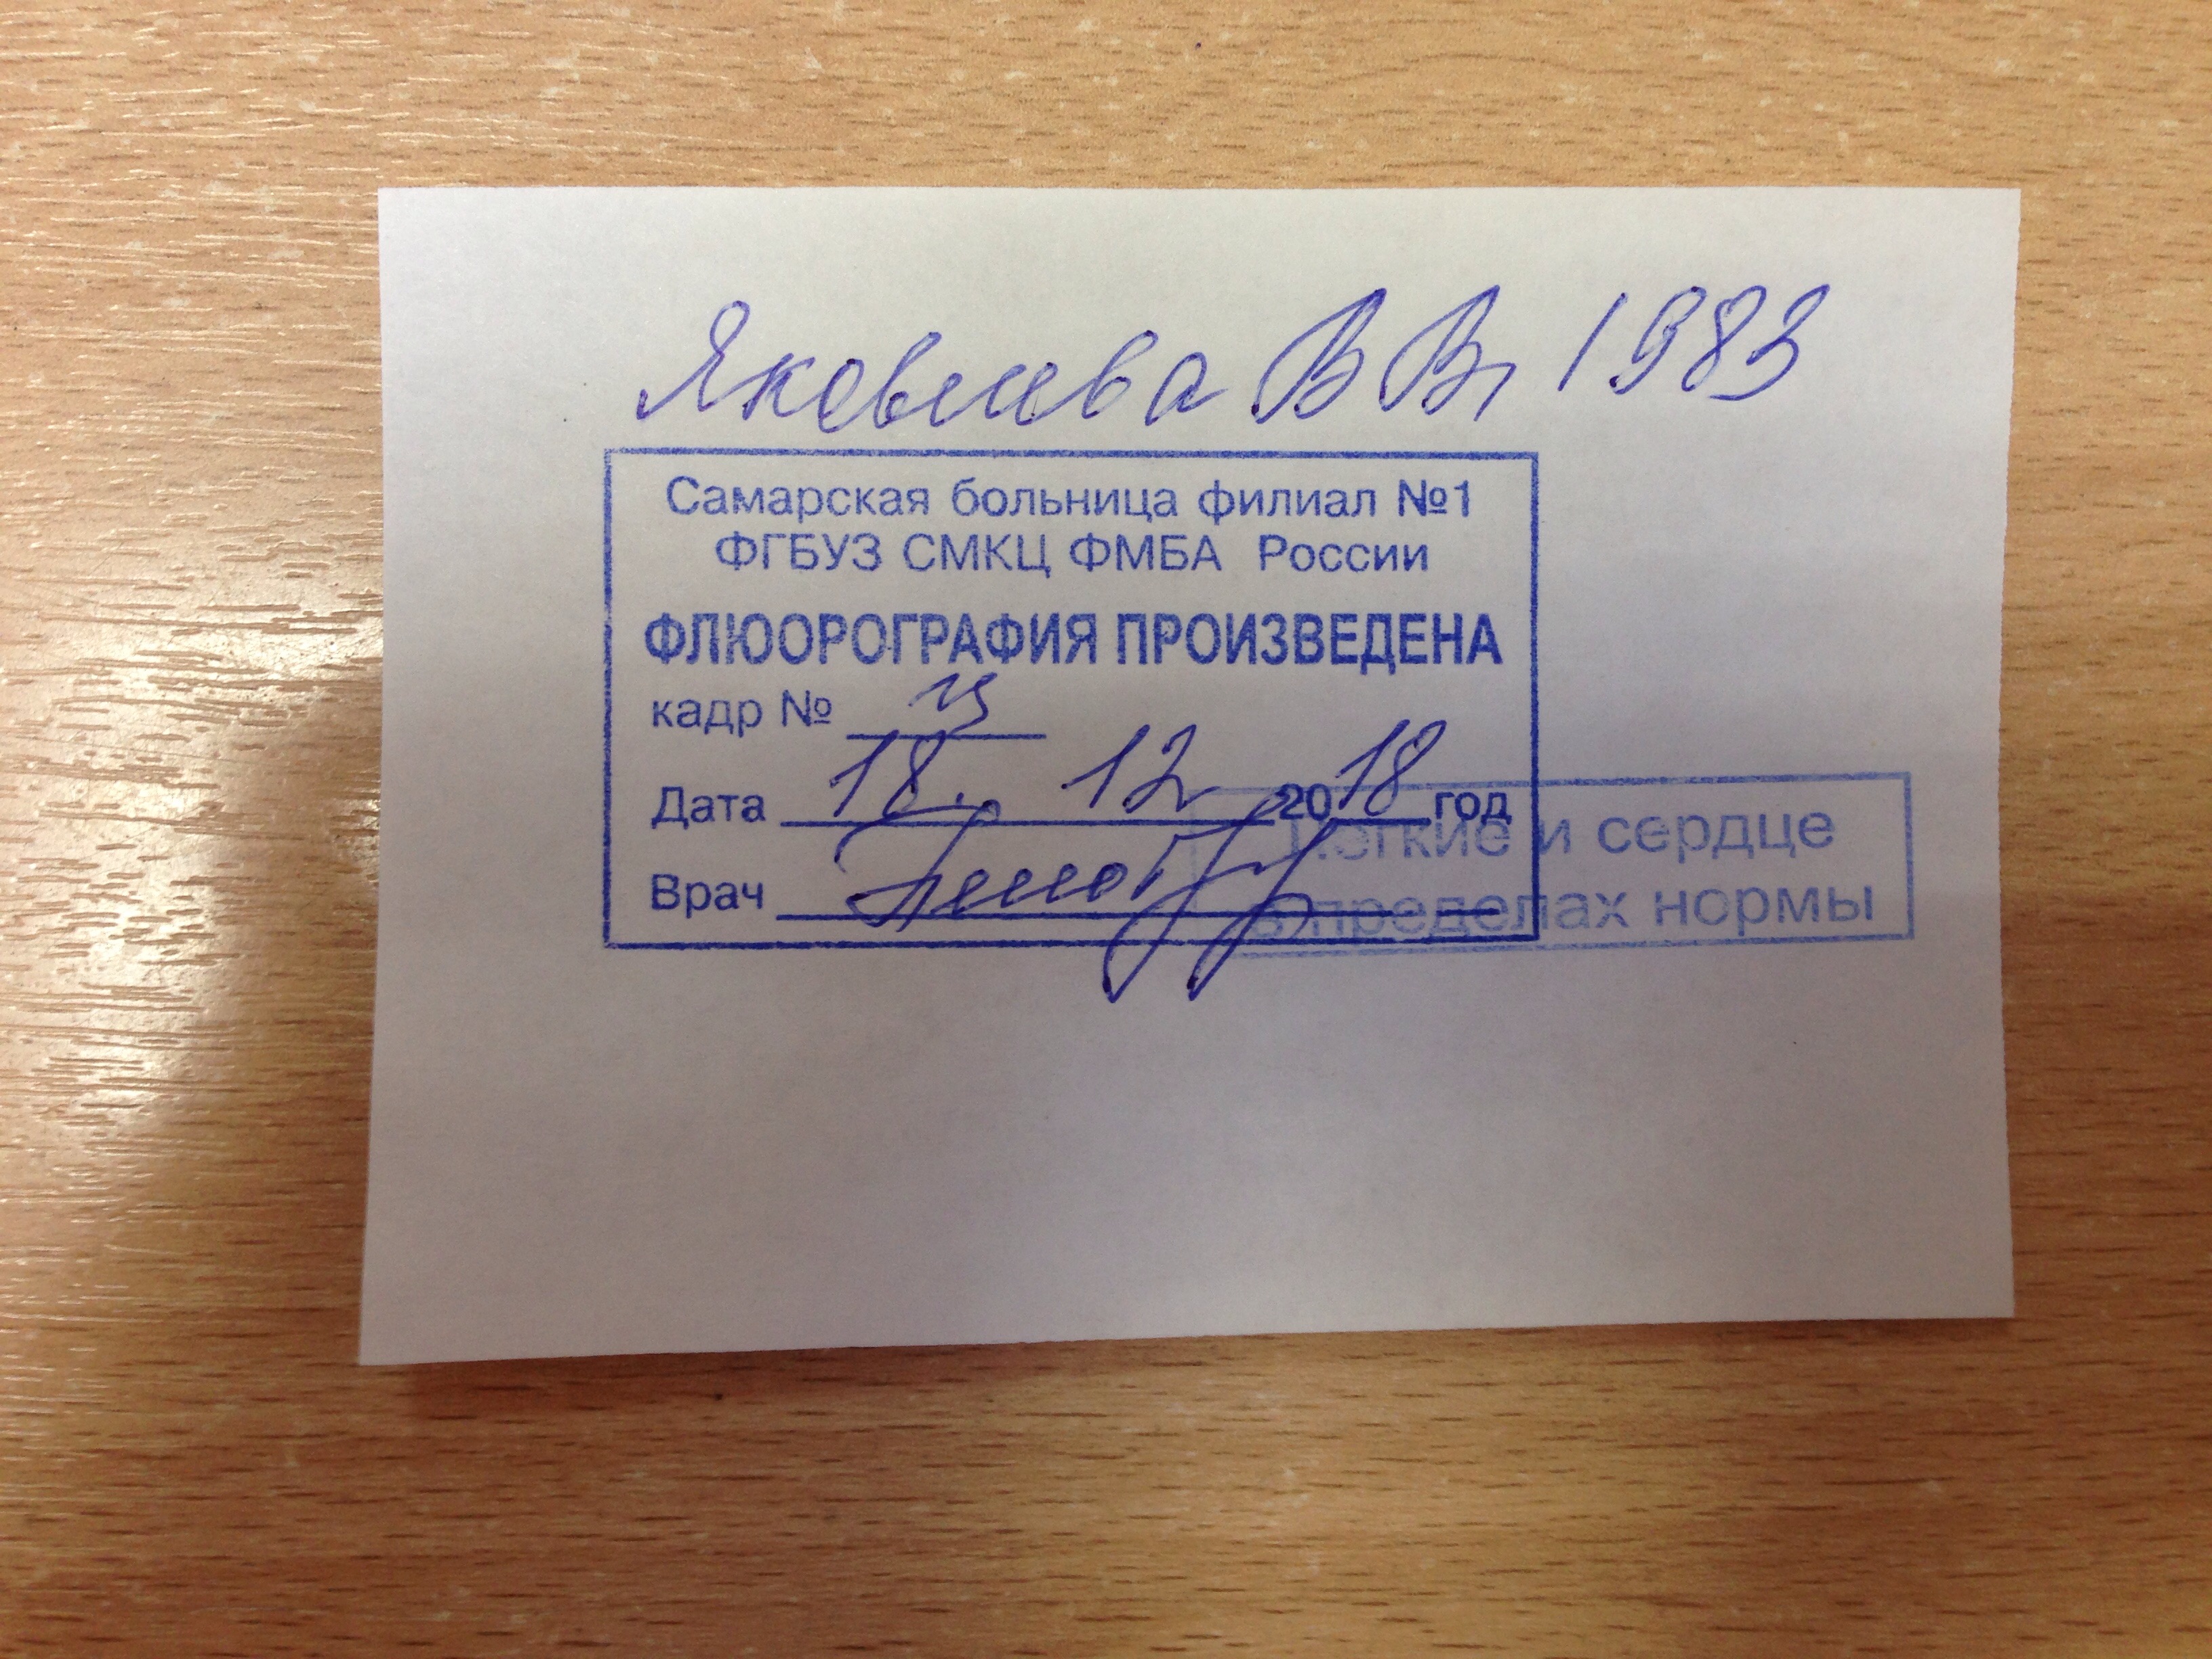 Яковлева В В, 1983
Самарская больница филиал №1
ФГБУЗ СМКЦ ФМБА России
ФЛЮОРОГРАФИЯ ПРОИЗВЕДЕНА
кадр №
Дата 18. 12 2018 год
Врач
Легкие и сердце
в пределах нормы